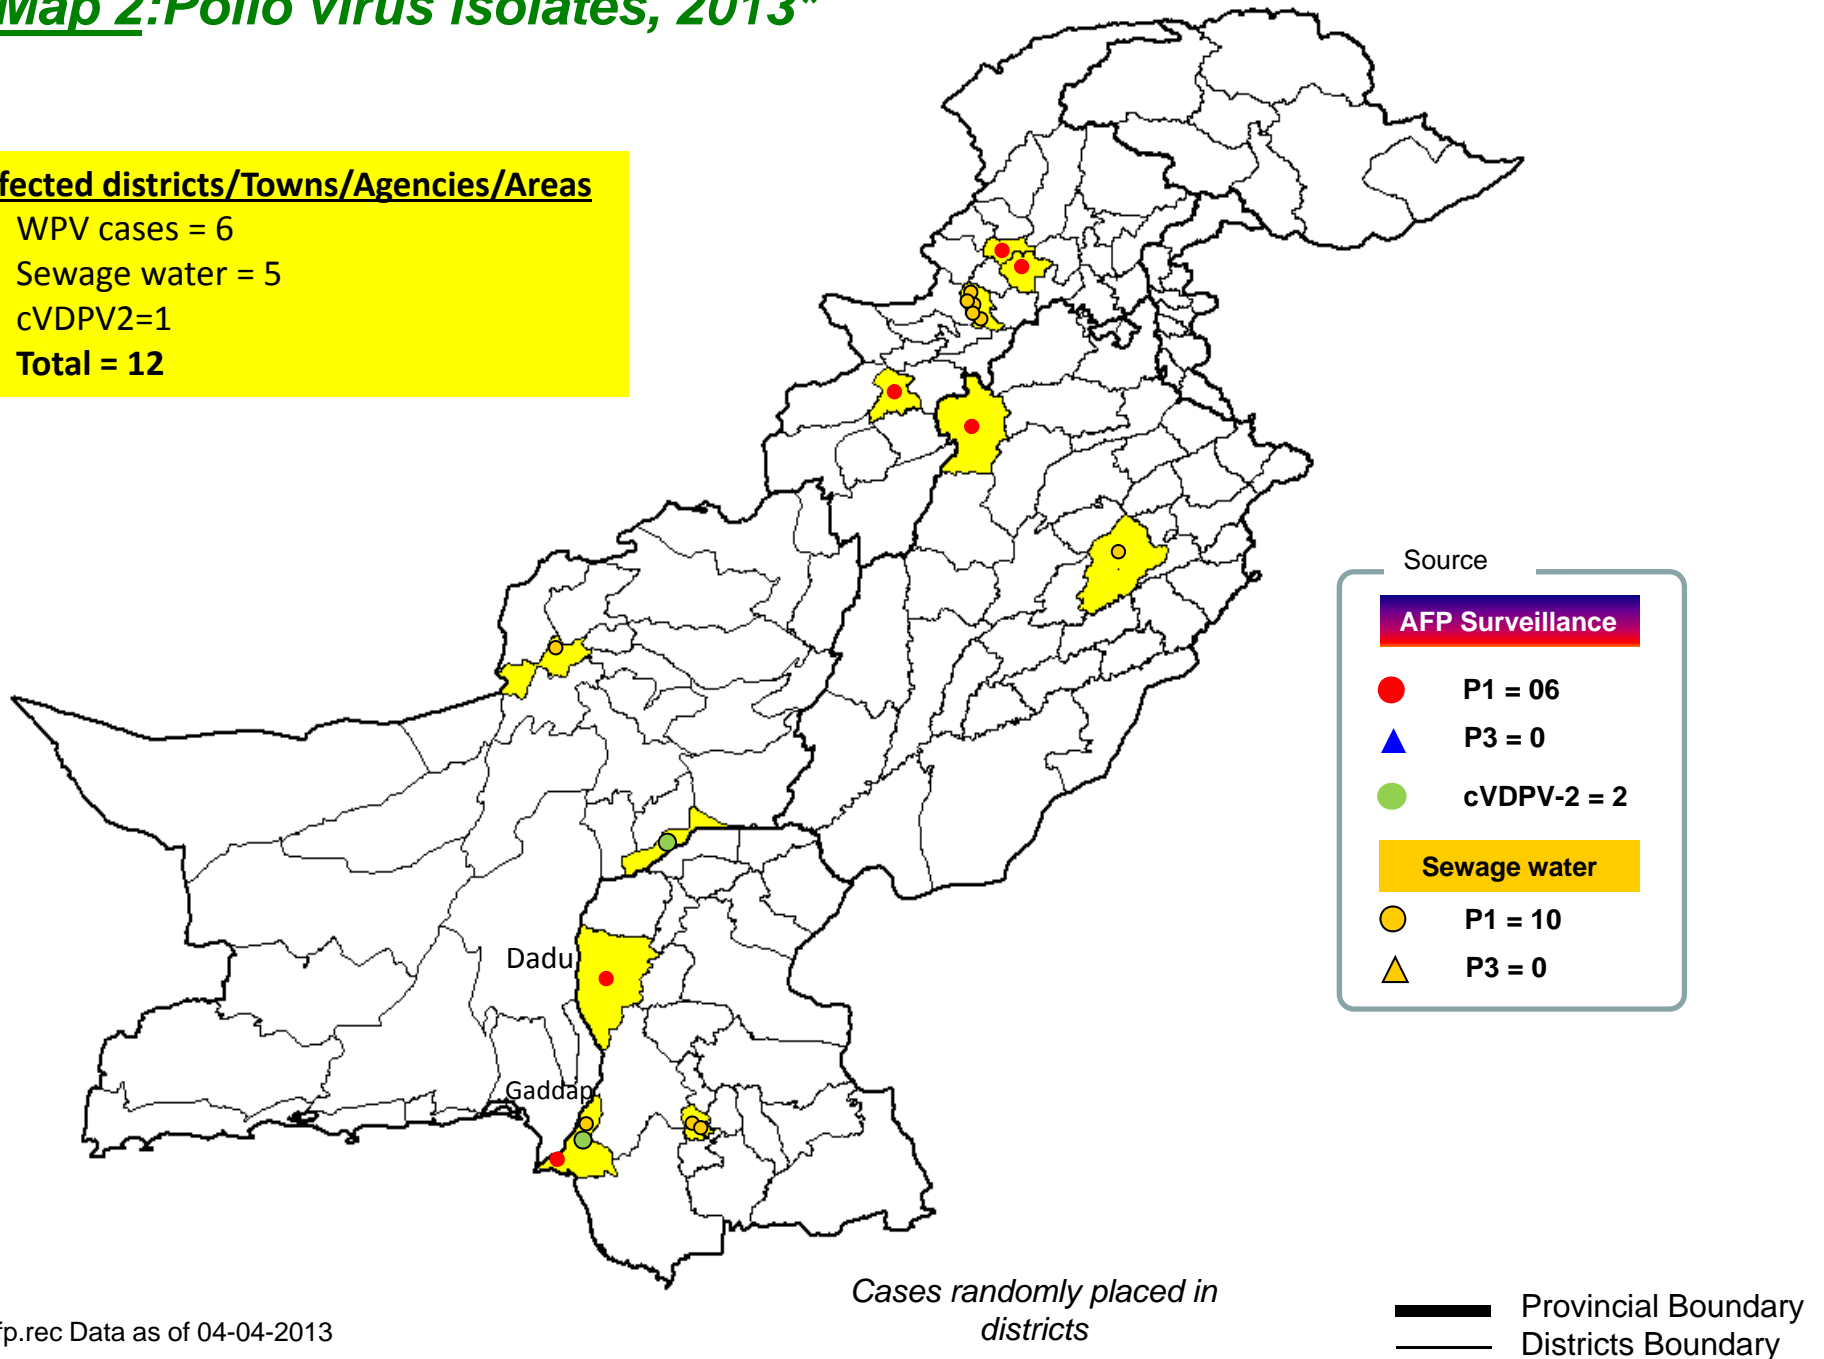 Map 2:Polio virus Isolates, 2013*
fected districts/Towns/Agencies/Areas
WPV cases = 6
Sewage water = 5
cVDPV2=1
Total = 12
Source
AFP Surveillance
P1 = 06
P3 = 0
cVDPV-2 = 2
Sewage water
P1 = 10
P3 = 0
Dadu
Gaddap
Cases randomly placed in
districts
fp.rec Data as of 04-04-2013
Provincial Boundary
Districts Boundary